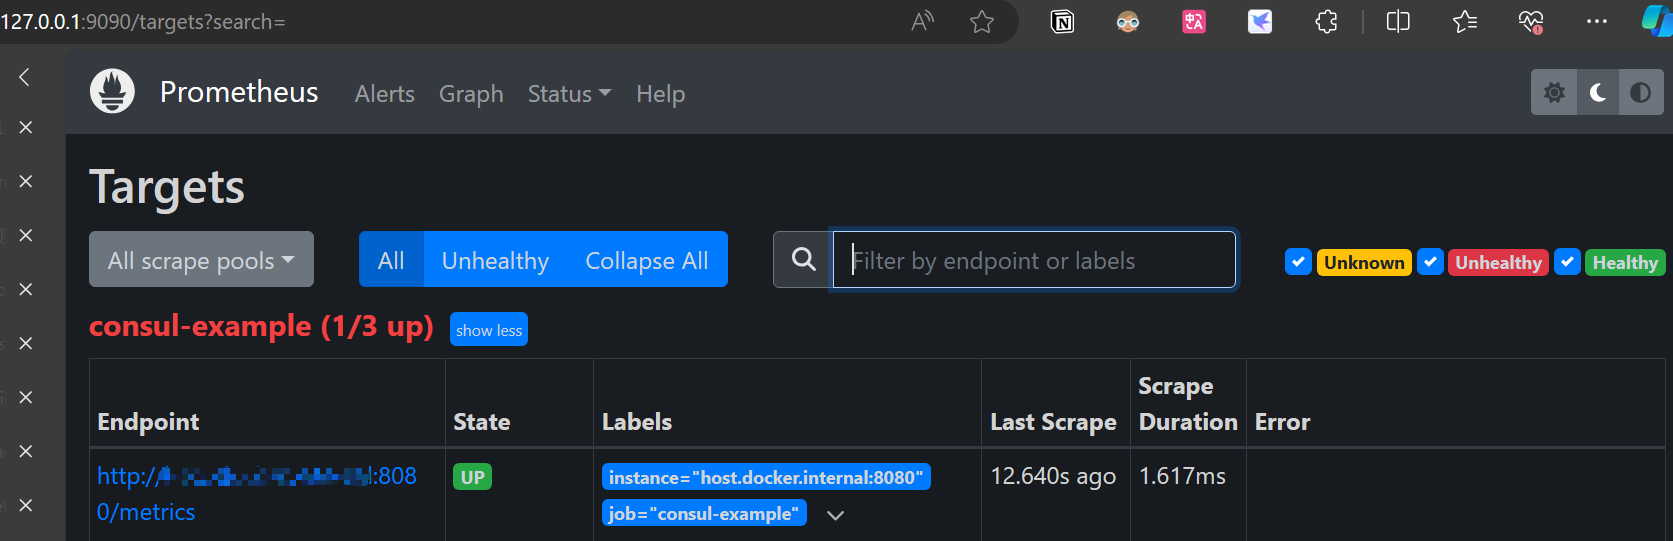 127.0.0.1:9090/targets?search=
Prometheus Alerts Graph Status Help
Targets
All scrape pools All Unhealthy Collapse All Filter by endpoint or labels Unknown Unhealthy Healthy
consul-example (1/3 up) show less
Scrape
Endpoint State Labels Last Scrape Duration Error
http:// :808 UP instance="host.docker.internal:8080" 12.640s ago 1.617ms
0/metrics job="consul-example"